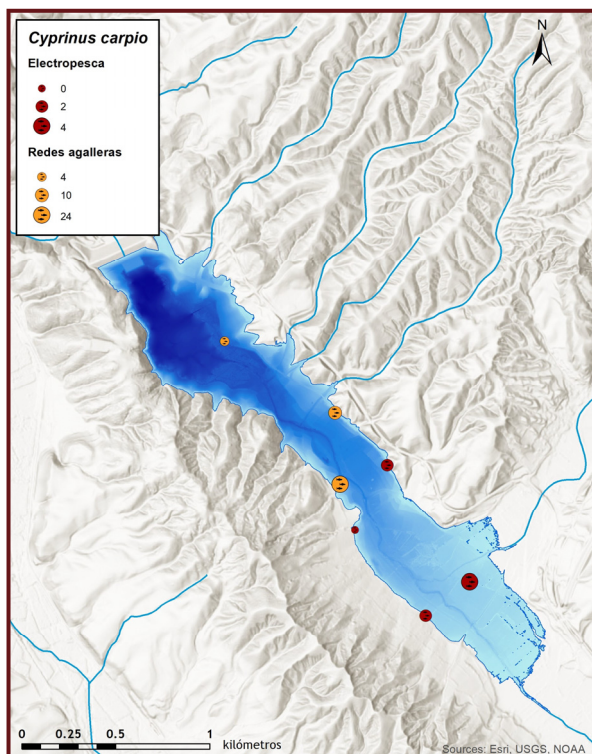 Cyprinus carpio
Electropesca
0
2
4
Redes agalleras
4
10
24
N
0 0.25 0.5 1
kilómetros
Sources: Esri, USGS, NOAA